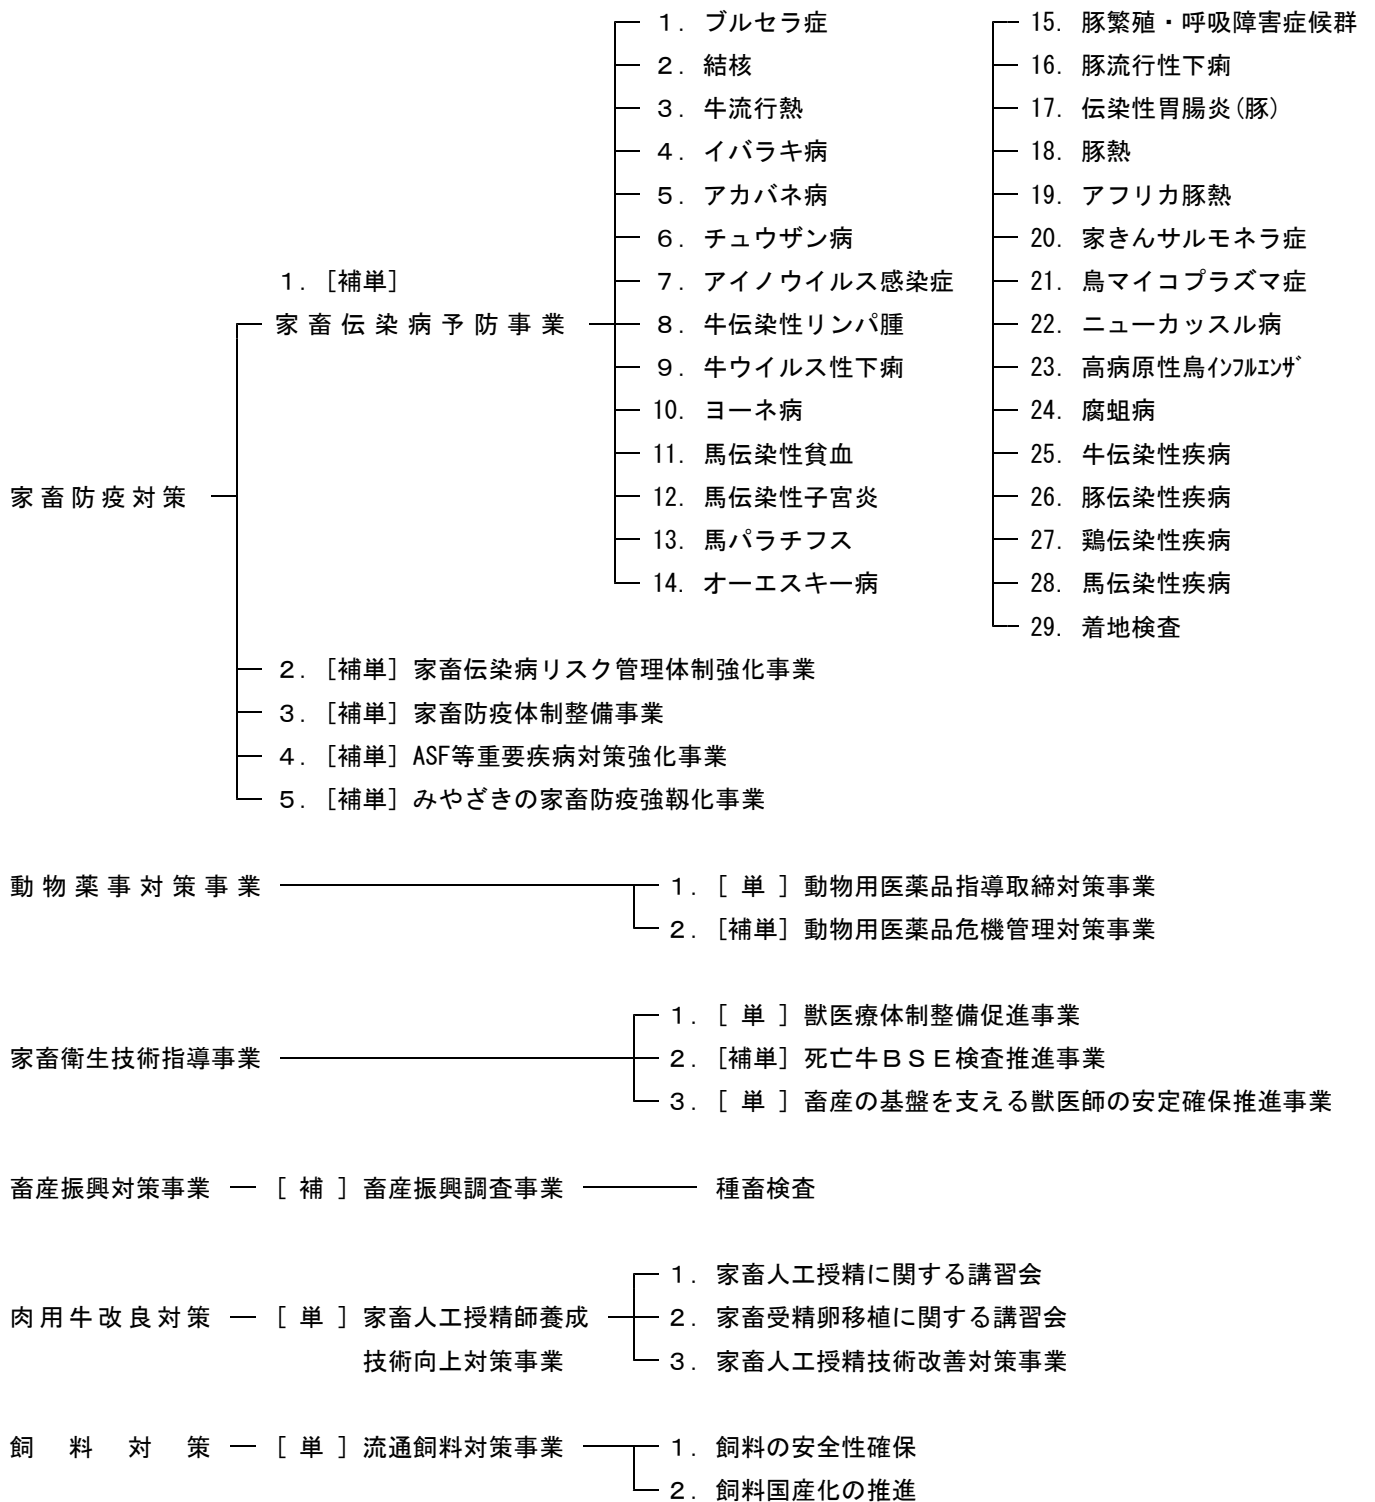 1. ブルセラ症
2. 結核
3. 牛流行熱
4. イバラキ病
5. アカバネ病
6. チュウザン病
7. アイノウイルス感染症
8. 牛伝染性リンパ腫
9. 牛ウイルス性下痢
10. ヨーネ病
11. 馬伝染性貧血
12. 馬伝染性子宮炎
13. 馬パラチフス
14. オーエスキー病
15. 豚繁殖・呼吸障害症候群
16. 豚流行性下痢
17. 伝染性胃腸炎(豚)
18. 豚熱
19. アフリカ豚熱
20. 家きんサルモネラ症
21. 鳥マイコプラズマ症
22. ニューカッスル病
23. 高病原性鳥ｲﾝﾌﾙｴﾝｻﾞ
24. 腐蛆病
25. 牛伝染性疾病
26. 豚伝染性疾病
27. 鶏伝染性疾病
28. 馬伝染性疾病
29. 着地検査
家畜防疫対策
1. [補単]
家畜伝染病予防事業
2. [補単] 家畜伝染病リスク管理体制強化事業
3. [補単] 家畜防疫体制整備事業
4. [補単] ASF等重要疾病対策強化事業
5. [補単] みやざきの家畜防疫強靱化事業
動物薬事対策事業
1. [ 単 ] 動物用医薬品指導取締対策事業
2. [補単] 動物用医薬品危機管理対策事業
家畜衛生技術指導事業
1. [ 単 ] 獣医療体制整備促進事業
2. [補単] 死亡牛ＢＳＥ検査推進事業
3. [ 単 ] 畜産の基盤を支える獣医師の安定確保推進事業
畜産振興対策事業 [ 補 ] 畜産振興調査事業 種畜検査
肉用牛改良対策 [ 単 ] 家畜人工授精師養成
技術向上対策事業
1. 家畜人工授精に関する講習会
2. 家畜受精卵移植に関する講習会
3. 家畜人工授精技術改善対策事業
飼料対策 [ 単 ] 流通飼料対策事業
1. 飼料の安全性確保
2. 飼料国産化の推進